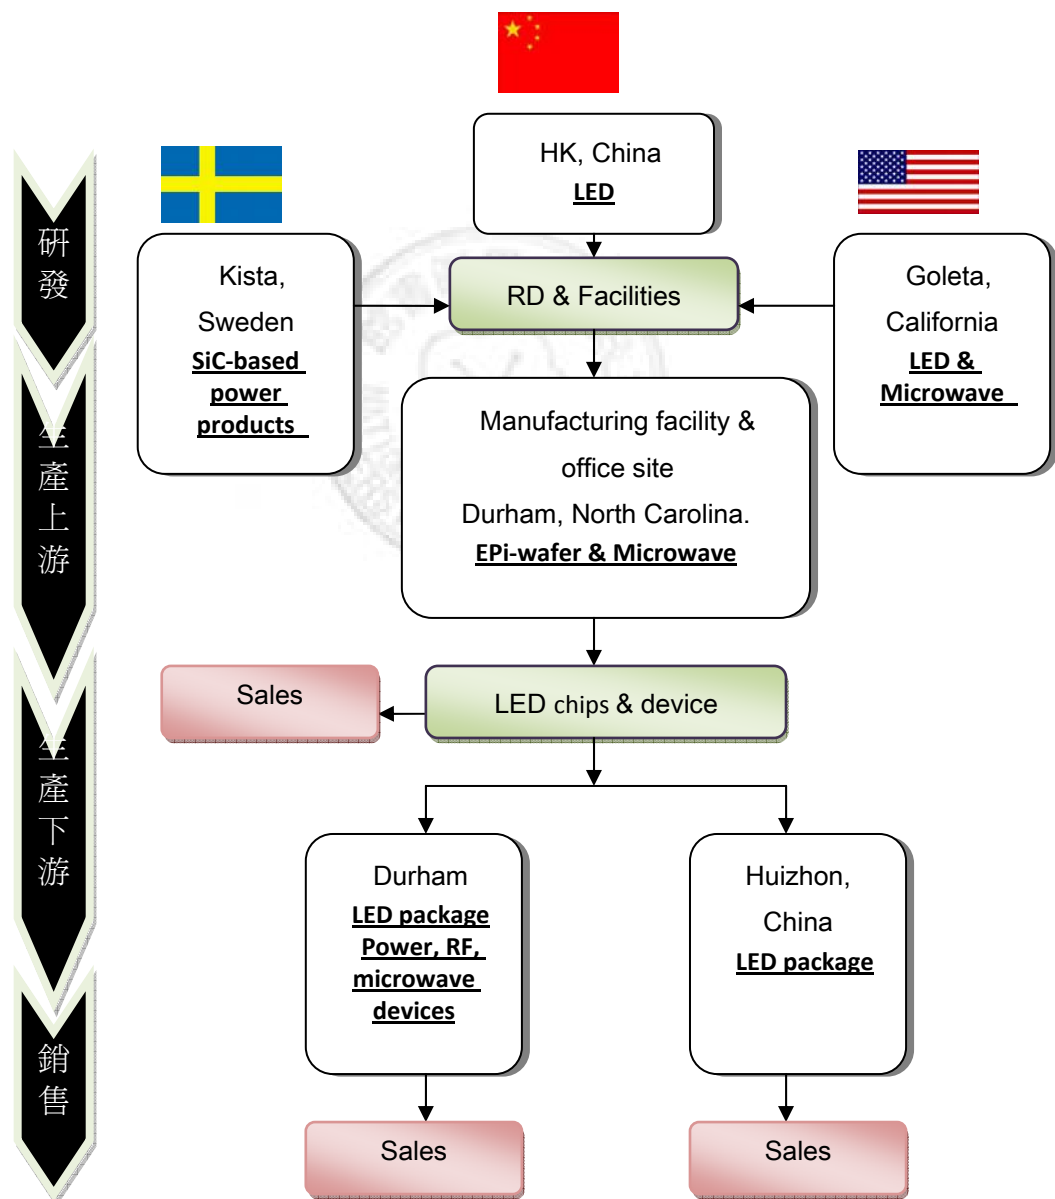 HK, China
LED
研發
Kista,
Sweden
SiC-based
power
products
RD & Facilities
Goleta,
California
LED &
Microwave
生產上游
Manufacturing facility &
office site
Durham, North Carolina.
EPi-wafer & Microwave
Sales
LED chips & device
生產下游
Durham
LED package
Power, RF,
microwave
devices
Huizhon,
China
LED package
銷售
Sales
Sales